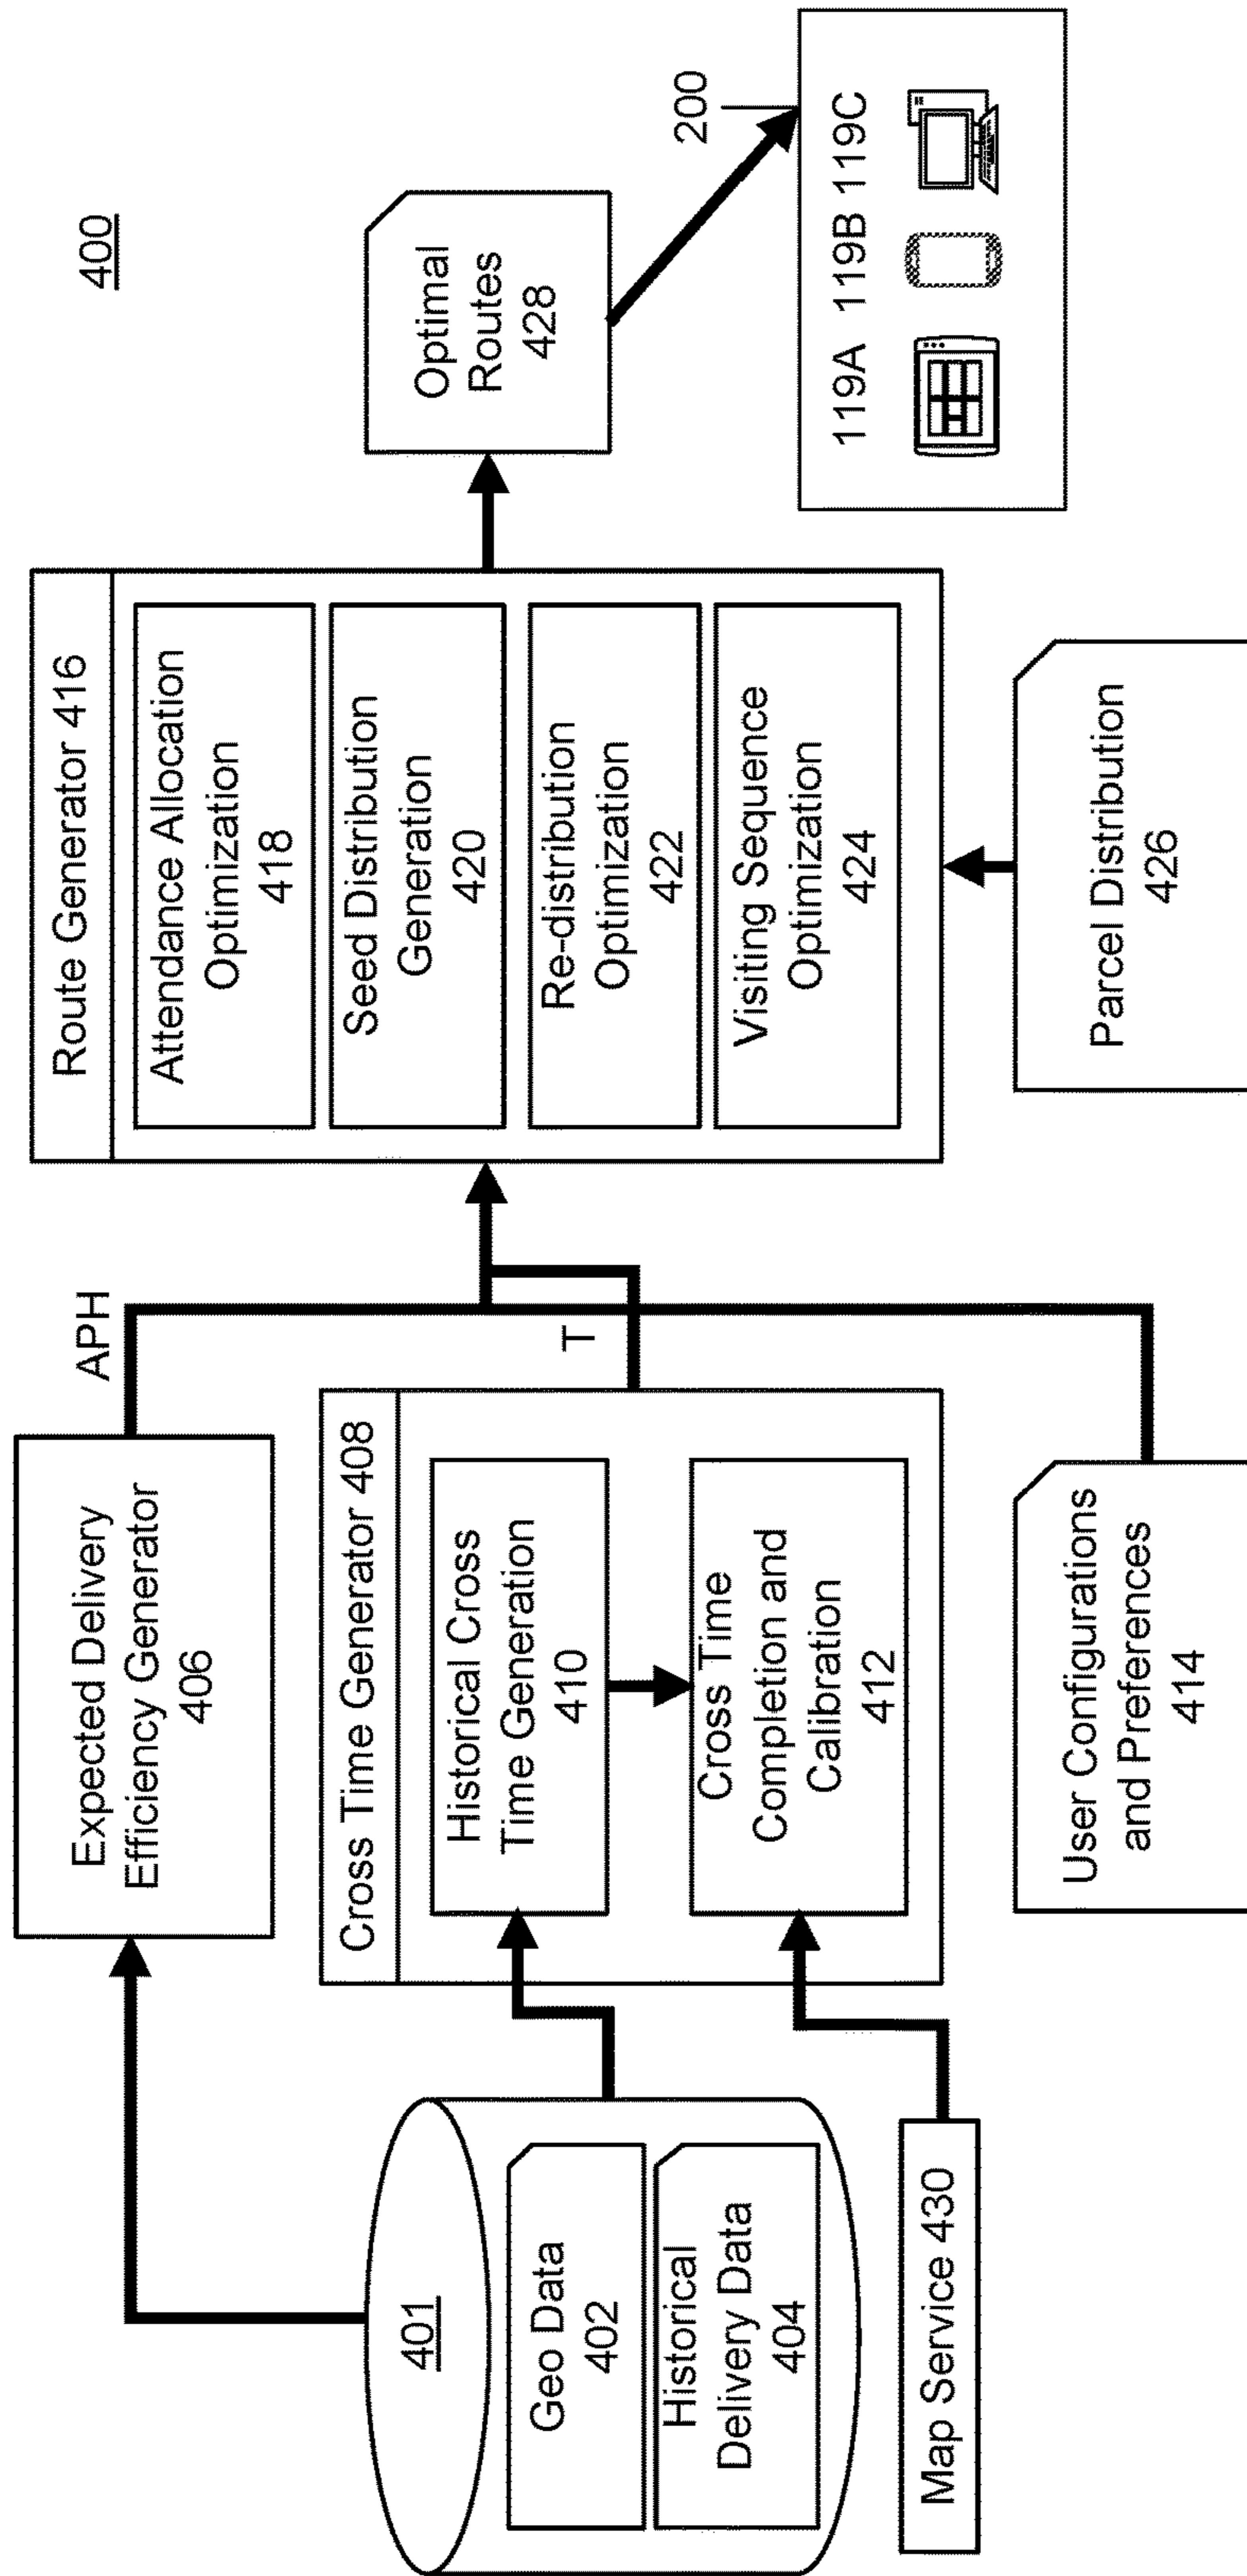 400
401
Geo Data
402
Historical
Delivery Data
404
Map Service 430
Expected Delivery
Efficiency Generator
406
APH
Cross Time Generator 408
Historical Cross
Time Generation
410
Cross Time
Completion and
Calibration
412
T
User Configurations
and Preferences
414
Route Generator 416
Attendance Allocation
Optimization
418
Seed Distribution
Generation
420
Re-distribution
Optimization
422
Visiting Sequence
Optimization
424
Parcel Distribution
426
Optimal
Routes
428
200
119A 119B 119C